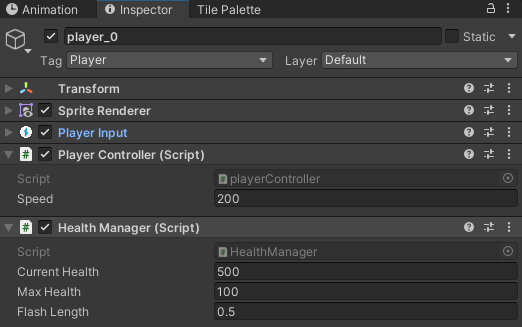 Animation Inspector Tile Palette
player_0 Static
Tag Player Layer Default
Transform
Sprite Renderer
Player Input
# Player Controller (Script)
Script # playerController
Speed 200
# Health Manager (Script)
Script # HealthManager
Current Health 500
Max Health 100
Flash Length 0.5